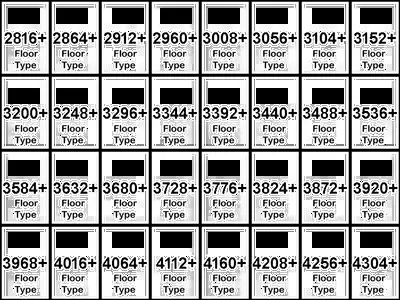 2816+ 2864+ 2912+ 2960+ 3008+ 3056+ 3104+ 3152+
Floor Floor Floor Floor Floor Floor Floor Floor
Type Type Type Type Type Type Type Type
3200+ 3248+ 3296+ 3344+ 3392+ 3440+ 3488+ 3536+
Floor Floor Floor Floor Floor Floor Floor Floor
Type Type Type Type Type Type Type Type
3584+ 3632+ 3680+ 3728+ 3776+ 3824+ 3872+ 3920+
Floor Floor Floor Floor Floor Floor Floor Floor
Type Type Type Type Type Type Type Type
3968+ 4016+ 4064+ 4112+ 4160+ 4208+ 4256+ 4304+
Floor Floor Floor Floor Floor Floor Floor Floor
Type Type Type Type Type Type Type Type